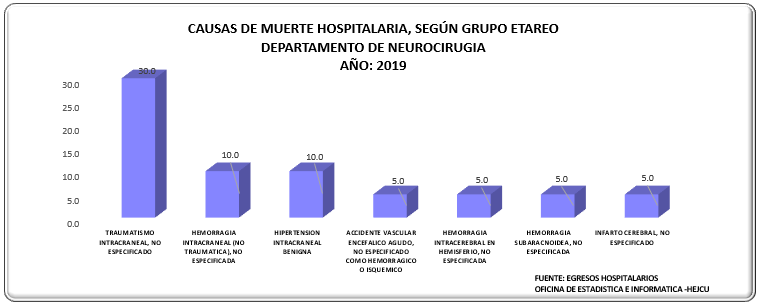 CAUSAS DE MUERTE HOSPITALARIA, SEGÚN GRUPO ETAREO
DEPARTAMENTO DE NEUROCIRUGIA
AÑO: 2019
30.0
25.0
20.0
15.0
10.0
5.0
0.0
30.0
10.0
10.0
5.0
5.0
5.0
5.0
TRAUMATISMO
INTRACRANEAL, NO
ESPECIFICADO
HEMORRAGIA
INTRACRANEAL (NO
TRAUMATICA), NO
ESPECIFICADA
HIPERTENSION
INTRACRANEAL
BENIGNA
ACCIDENTE VASCULAR
ENCEFALICO AGUDO,
NO ESPECIFICADO
COMO HEMORRAGICO
O ISQUEMICO
HEMORRAGIA
INTRACEREBRAL EN
HEMISFERIO, NO
ESPECIFICADA
HEMORRAGIA
SUBARACNOIDEA, NO
ESPECIFICADA
INFARTO CEREBRAL, NO
ESPECIFICADO
FUENTE: EGRESOS HOSPITALARIOS
OFICINA DE ESTADISTICA E INFORMATICA -HEJCU